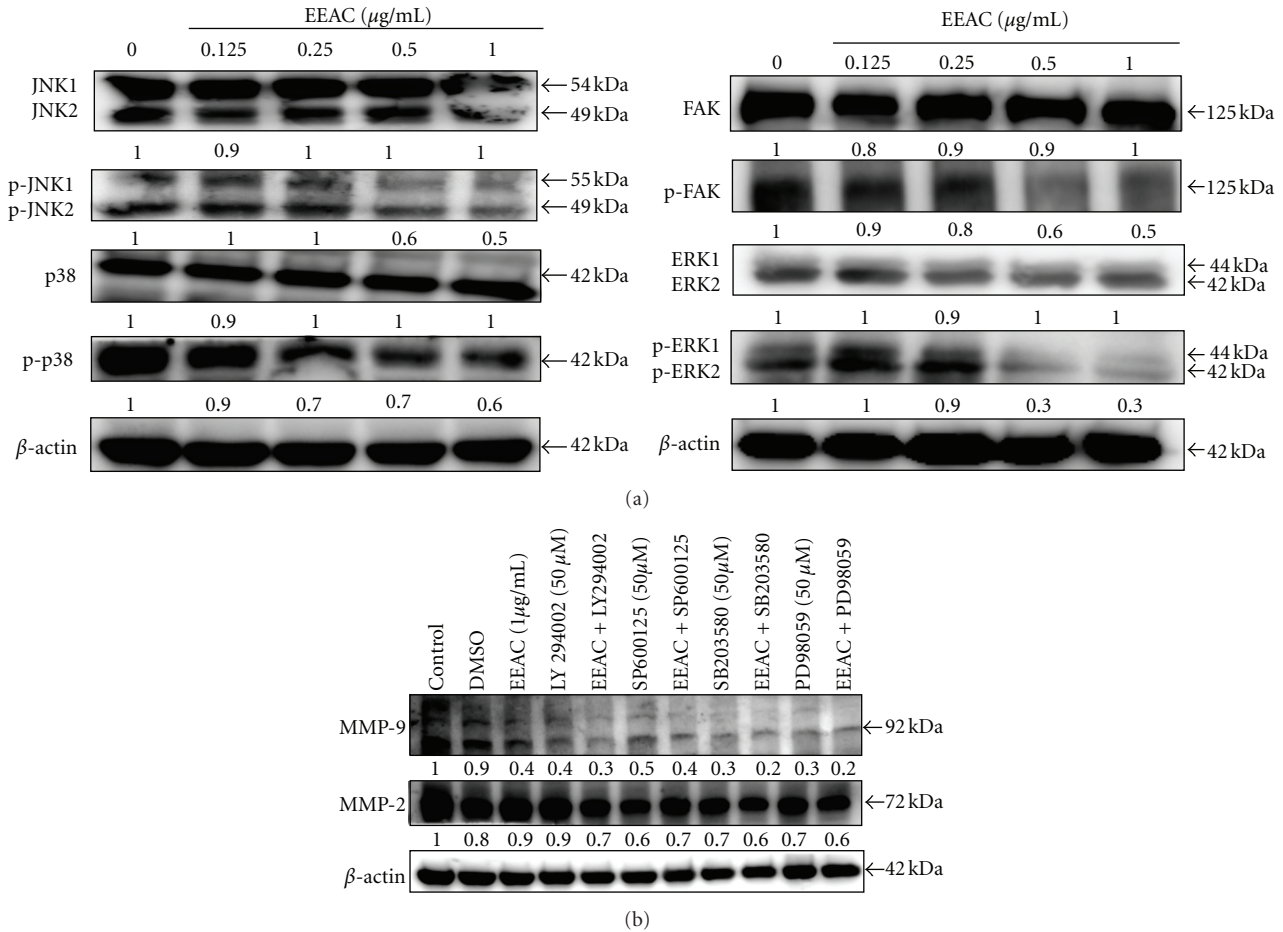 EEAC (μg/mL)
0 0.125 0.25 0.5 1
JNK1
JNK2
←54 kDa
←49 kDa
1 0.9 1 1 1
p-JNK1
p-JNK2
←55 kDa
←49 kDa
1 1 1 0.6 0.5
p38
←42 kDa
1 0.9 1 1 1
p-p38
←42 kDa
1 0.9 0.7 0.7 0.6
β-actin
←42 kDa
EEAC (μg/mL)
0 0.125 0.25 0.5 1
FAK
←125 kDa
1 0.8 0.9 0.9 1
p-FAK
←125 kDa
1 0.9 0.8 0.6 0.5
ERK1
ERK2
←44 kDa
←42 kDa
1 1 0.9 1 1
p-ERK1
p-ERK2
←44 kDa
←42 kDa
1 1 0.9 0.3 0.3
β-actin
←42 kDa
(a)
Control
DMSO
EEAC (1μg/mL)
LY 294002 (50 μM)
EEAC + LY294002
SP600125 (50μM)
EEAC + SP600125
SB203580 (50μM)
EEAC + SB203580
PD98059 (50 μM)
EEAC + PD98059
MMP-9
←92 kDa
1 0.9 0.4 0.4 0.3 0.5 0.4 0.3 0.2 0.3 0.2
MMP-2
←72 kDa
1 0.8 0.9 0.9 0.7 0.6 0.7 0.7 0.6 0.7 0.6
β-actin
←42 kDa
(b)